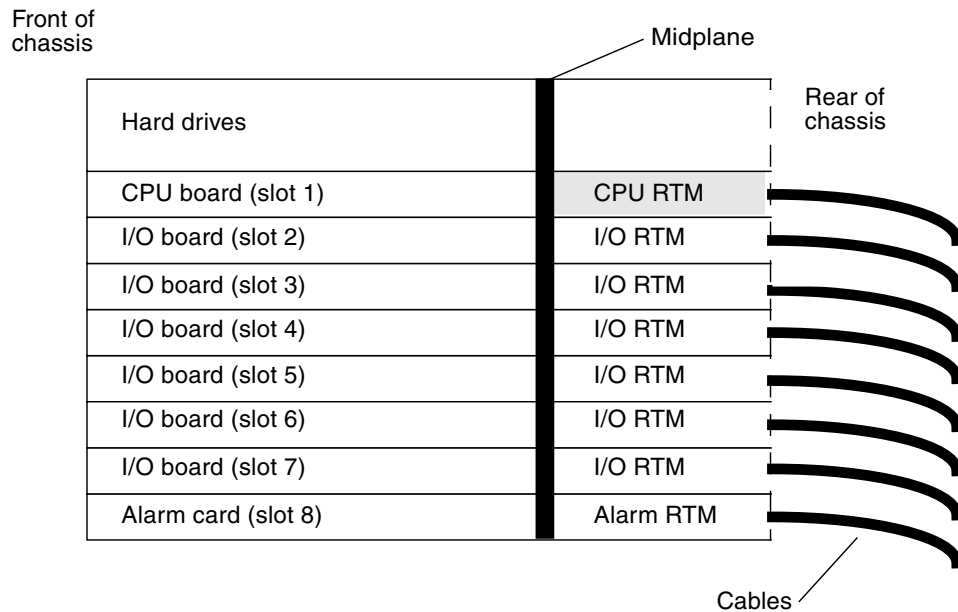 Front of
chassis
Midplane
Rear of
chassis
Hard drives
CPU board (slot 1)
CPU RTM
I/O board (slot 2)
I/O RTM
I/O board (slot 3)
I/O RTM
I/O board (slot 4)
I/O RTM
I/O board (slot 5)
I/O RTM
I/O board (slot 6)
I/O RTM
I/O board (slot 7)
I/O RTM
Alarm card (slot 8)
Alarm RTM
Cables